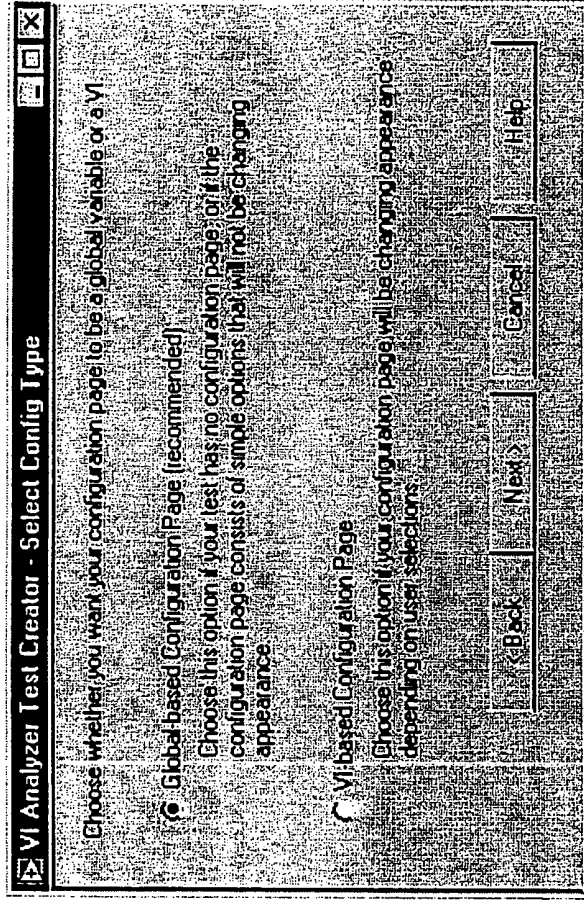 VI Analyzer Test Creator - Select Config Type
Choose whether you want your configuration page to be a global variable or a VI
Global based Configuration Page (recommended)
Choose this option if your test has no configuration page, or if the
configuration page consists of simple options that will not be changing
appearance
VI based Configuration Page
Choose this option if your configuration page will be changing appearance
depending on user selections
<Back
Next>
Cancel
Help